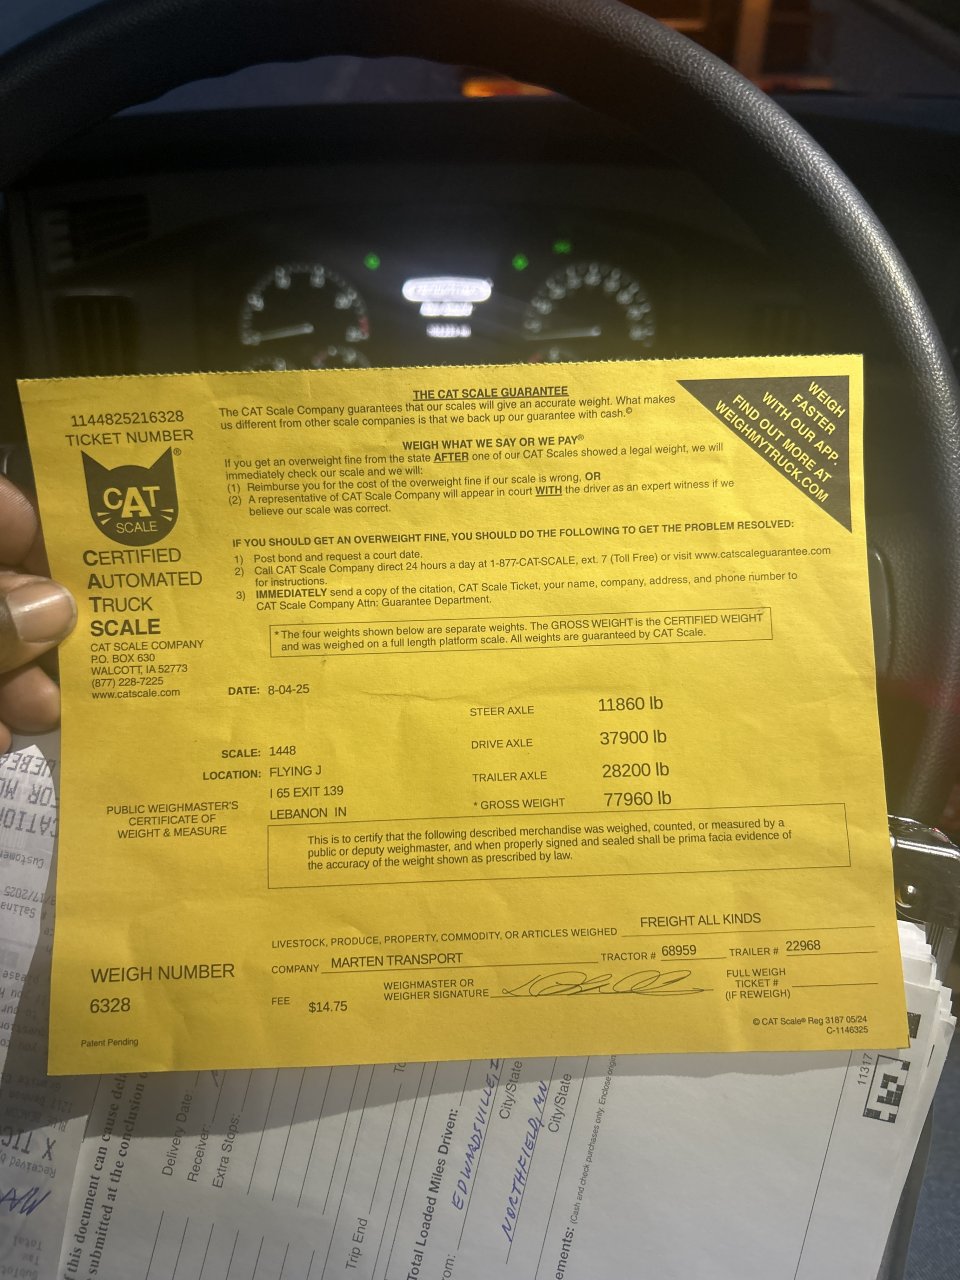 1144825216328
TICKET NUMBER
CAT
SCALE
®
CERTIFIED
AUTOMATED
TRUCK
SCALE
CAT SCALE COMPANY
P.O. BOX 630
WALCOTT, IA 52773
(877) 228-7225
www.catscale.com
THE CAT SCALE GUARANTEE
The CAT Scale Company guarantees that our scales will give an accurate weight. What makes
us different from other scale companies is that we back up our guarantee with cash.©
WEIGH WHAT WE SAY OR WE PAY®
If you get an overweight fine from the state AFTER one of our CAT Scales showed a legal weight, we will
immediately check our scale and we will:
(1) Reimburse you for the cost of the overweight fine if our scale is wrong, OR
(2) A representative of CAT Scale Company will appear in court WITH the driver as an expert witness if we
believe our scale was correct.
WEIGH
FASTER
WITH OUR APP.
FIND OUT MORE AT
WEIGHMYTRUCK.COM
IF YOU SHOULD GET AN OVERWEIGHT FINE, YOU SHOULD DO THE FOLLOWING TO GET THE PROBLEM RESOLVED:
1) Post bond and request a court date.
2) Call CAT Scale Company direct 24 hours a day at 1-877-CAT-SCALE, ext. 7 (Toll Free) or visit www.catscaleguarantee.com
for instructions.
3) IMMEDIATELY send a copy of the citation, CAT Scale Ticket, your name, company, address, and phone number to
CAT Scale Company Attn: Guarantee Department.
* The four weights shown below are separate weights. The GROSS WEIGHT is the CERTIFIED WEIGHT
and was weighed on a full length platform scale. All weights are guaranteed by CAT Scale.
DATE: 8-04-25
STEER AXLE 11860 lb
DRIVE AXLE 37900 lb
SCALE: 1448
TRAILER AXLE 28200 lb
LOCATION: FLYING J
I 65 EXIT 139
* GROSS WEIGHT 77960 lb
LEBANON IN
PUBLIC WEIGHMASTER'S
CERTIFICATE OF
WEIGHT & MEASURE
This is to certify that the following described merchandise was weighed, counted, or measured by a
public or deputy weighmaster, and when properly signed and sealed shall be prima facia evidence of
the accuracy of the weight shown as prescribed by law.
LIVESTOCK, PRODUCE, PROPERTY, COMMODITY, OR ARTICLES WEIGHED FREIGHT ALL KINDS
COMPANY MARTEN TRANSPORT TRACTOR # 68959 TRAILER # 22968
WEIGH NUMBER
6328
FEE $14.75
WEIGHMASTER OR
WEIGHER SIGNATURE
FULL WEIGH
TICKET #
(IF REWEIGH)
Patent Pending
© CAT Scale® Reg 3187 05/24
C-1146325
this document can cause
submitted at the conclusion
Delivery Date:
Receiver:
Extra Stops:
Trip End
Total Loaded Miles Driven:
EDWARDSVILLE,
City/State
NORTHFIELD, MN
City/State
(Cash and check purchases only. Enclose
11317